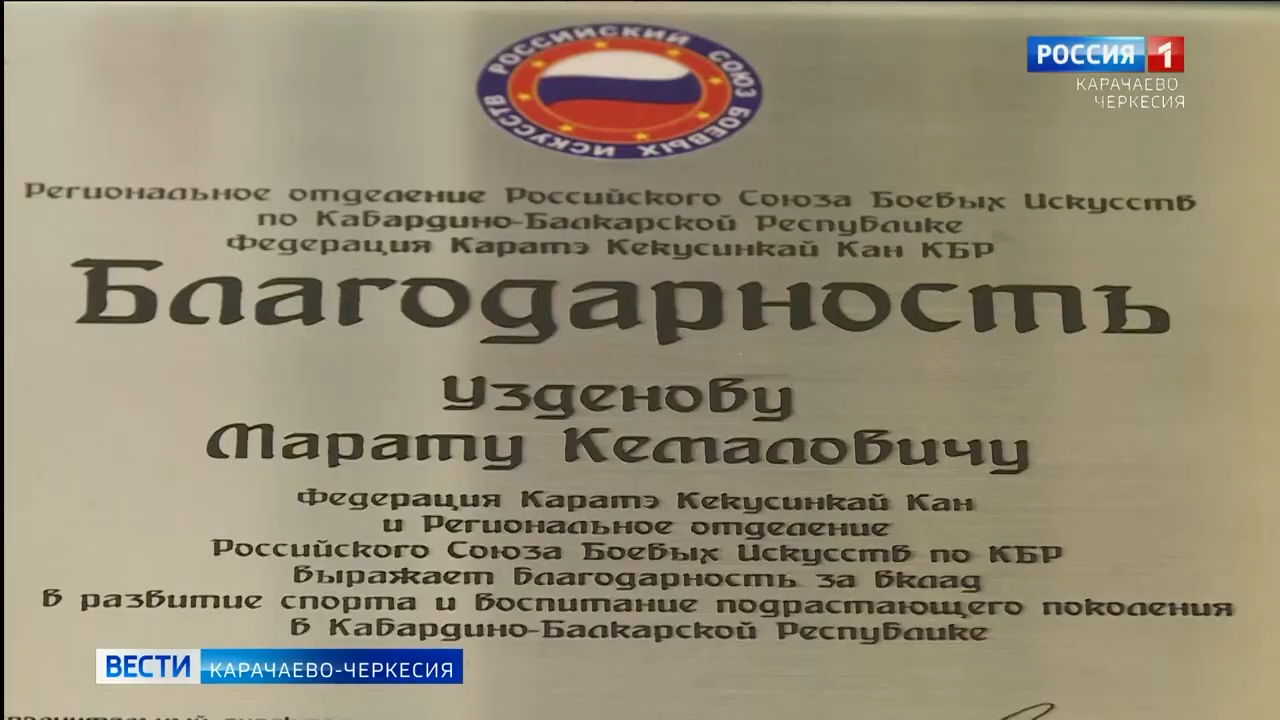 РОССИЙСКИЙ СОЮЗ БОЕВЫХ ИСКУССТВ
РОССИЯ 1
КАРАЧАЕВО
ЧЕРКЕСИЯ
Региональное отделение Российского Союза Боевых Искусств
по Кабардино-Балкарской Республике
Федерация Каратэ Кекусинкай Кан КБР
Благодарность
Узденову
Марату Кемаловичу
Федерация Каратэ Кекусинкай Кан
и Региональное отделение
Российского Союза Боевых Искусств по КБР
выражает благодарность за вклад
в развитие спорта и воспитание подрастающего поколения
в Кабардино-Балкарской Республике
ВЕСТИ КАРАЧАЕВО-ЧЕРКЕСИЯ